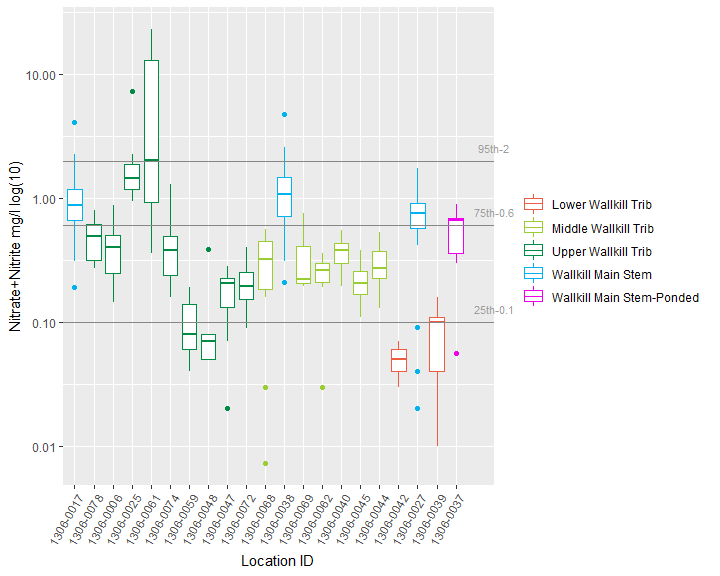 Nitrate+Nitrite mg/l log(10)
10.00
1.00
0.10
0.01
95th-2
75th-0.6
25th-0.1
1306-0017
1306-0078
1306-0006
1306-0025
1306-0061
1306-0074
1306-0059
1306-0048
1306-0047
1306-0072
1306-0068
1306-0038
1306-0069
1306-0062
1306-0040
1306-0045
1306-0044
1306-0042
1306-0027
1306-0039
1306-0037
Location ID
Lower Wallkill Trib
Middle Wallkill Trib
Upper Wallkill Trib
Wallkill Main Stem
Wallkill Main Stem-Ponded